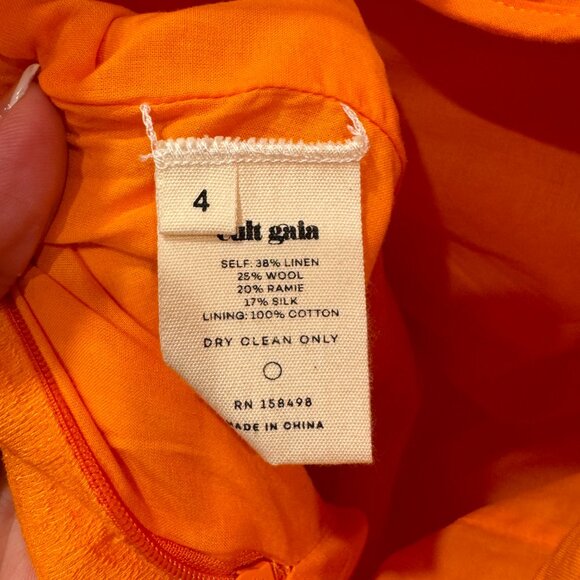 4
cult gaia
SELF: 38% LINEN
25% WOOL
20% RAMIE
17% SILK
LINING: 100% COTTON
DRY CLEAN ONLY
RN 158498
MADE IN CHINA